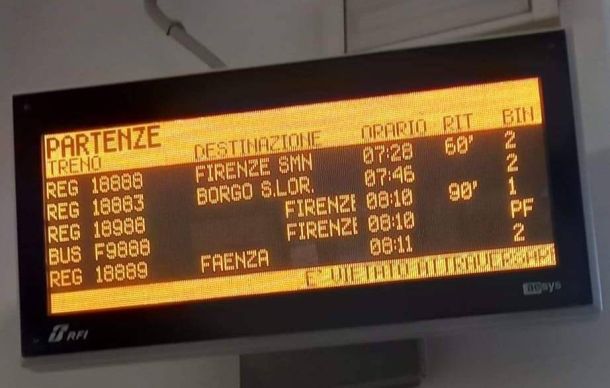 PARTENZE
TRENO DESTINAZIONE ORARIO RIT BIN
REG 18888 FIRENZE SMN 07:28 60' 2
REG 18883 BORGO S.LOR. 07:46 2
REG 18988 FIRENZE 08:10 90' 1
BUS F9888 FIRENZE 08:10 PF
REG 18889 FAENZA 08:11 2
E' VIETATO ATTRAVERSAR
RFI
aesys